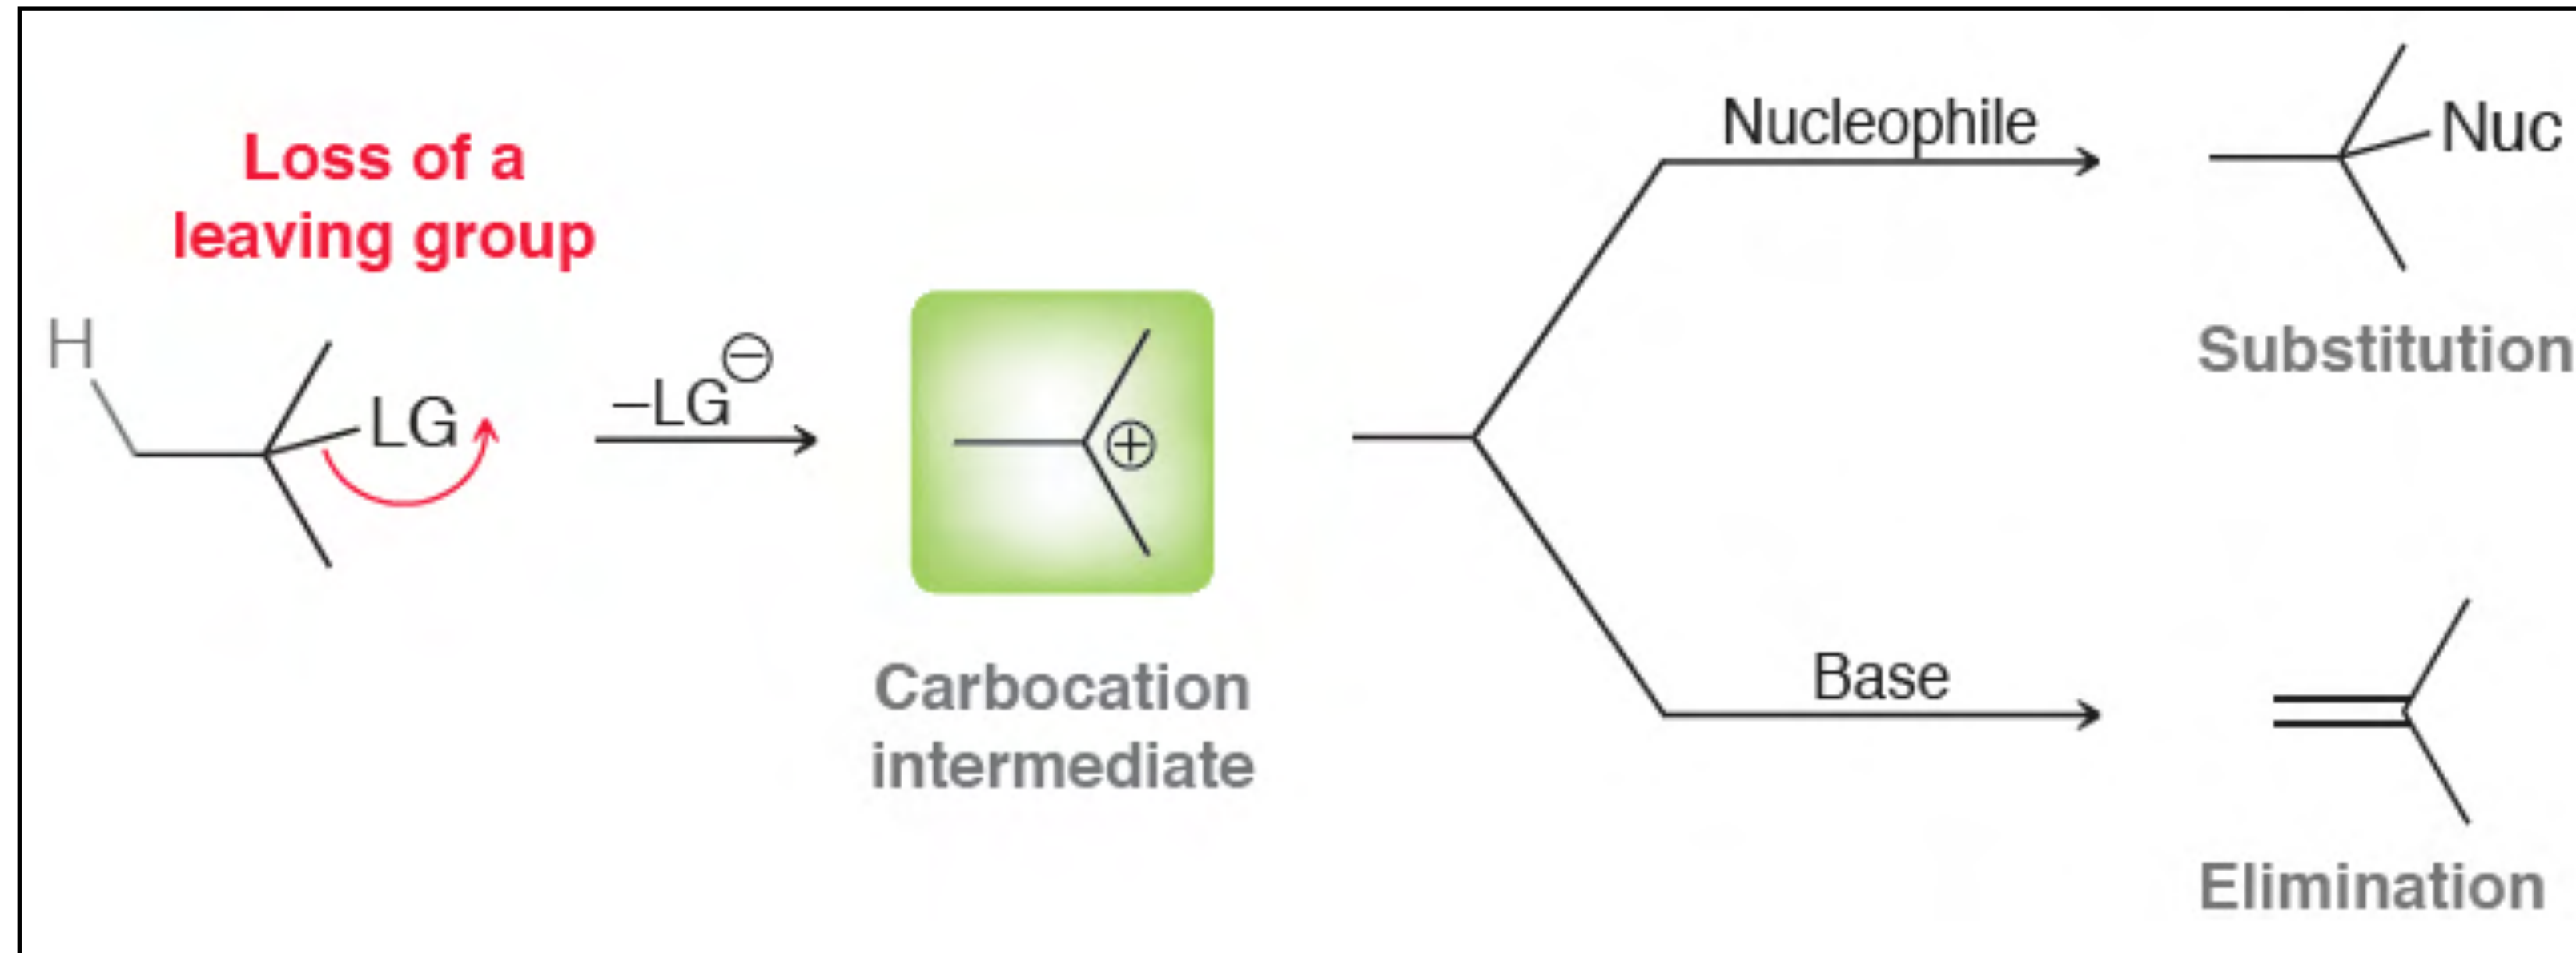 Loss of a
leaving group
H
LG
–LG⊖
⊕
Carbocation
intermediate
Nucleophile
Nuc
Substitution
Base
Elimination